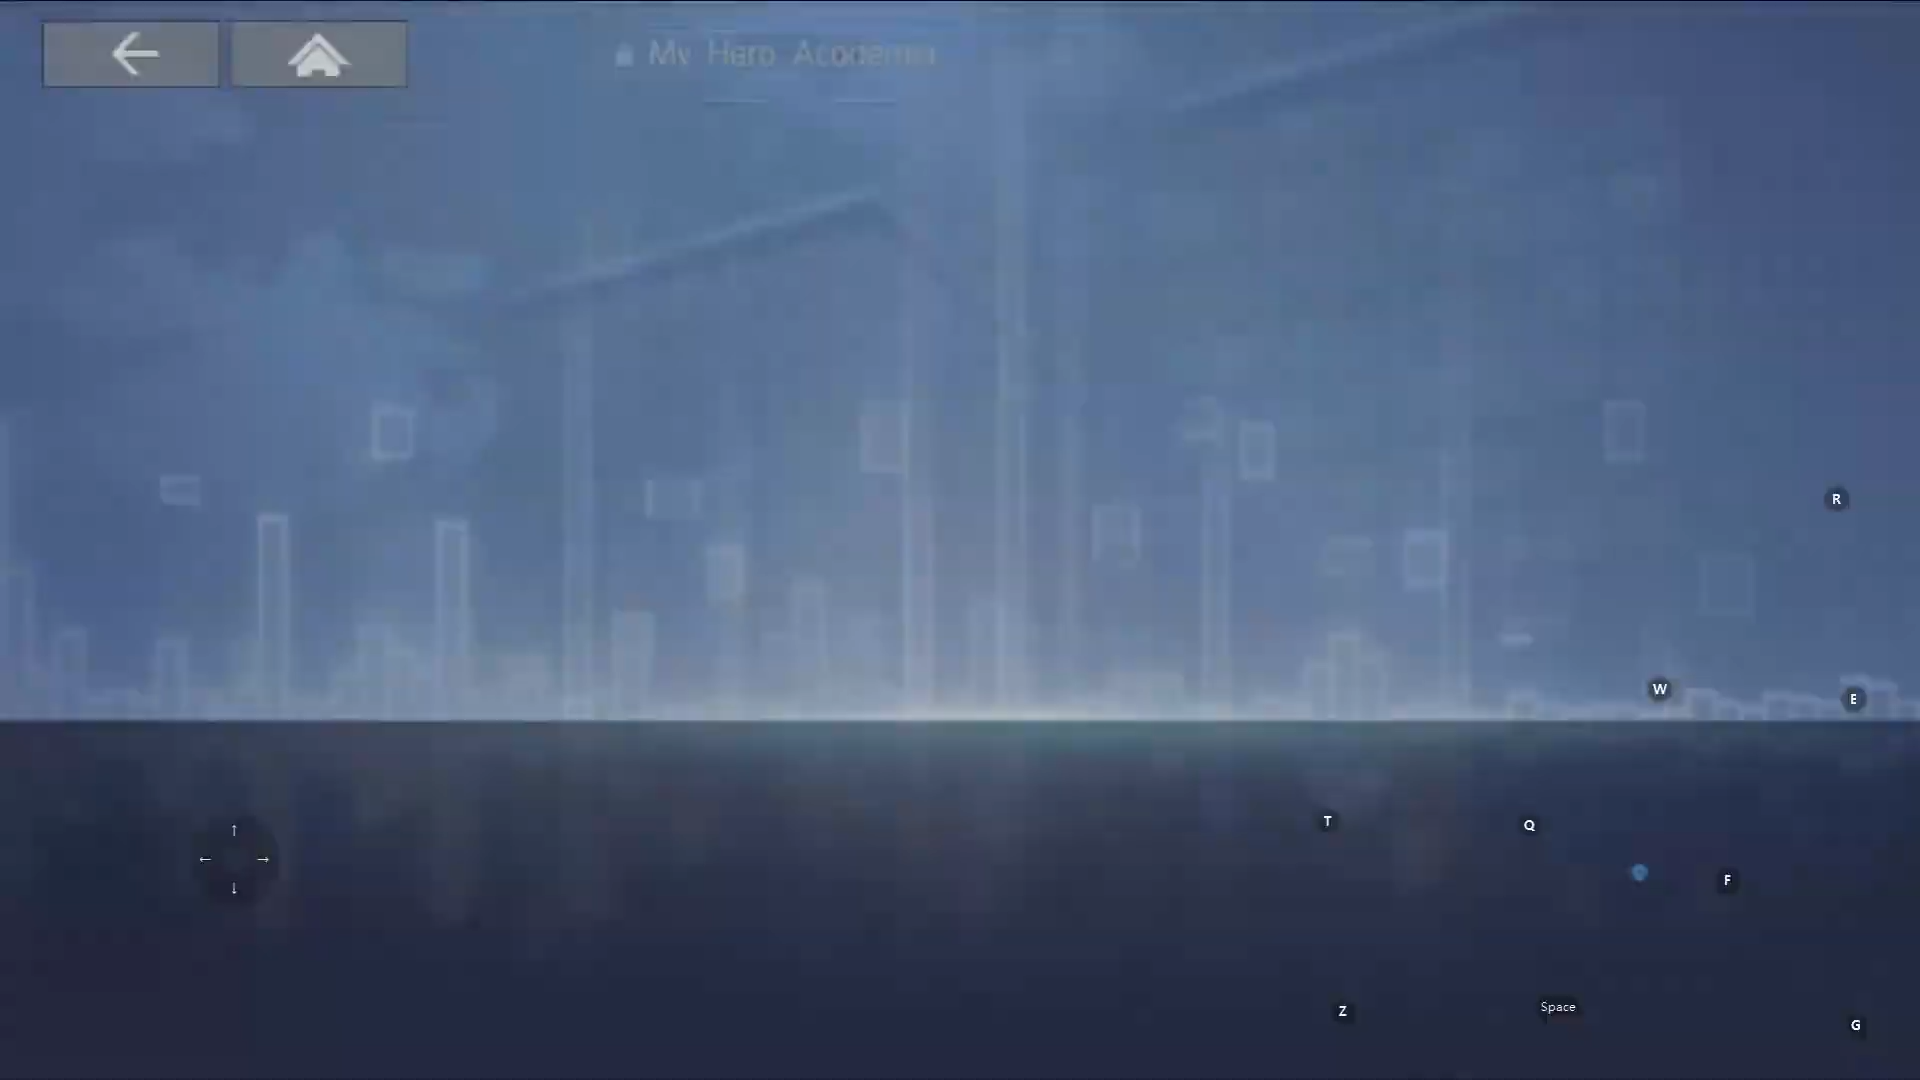 My Hero Academia
R
W
E
↑
← →
↓
T
Q
F
Z
Space
G